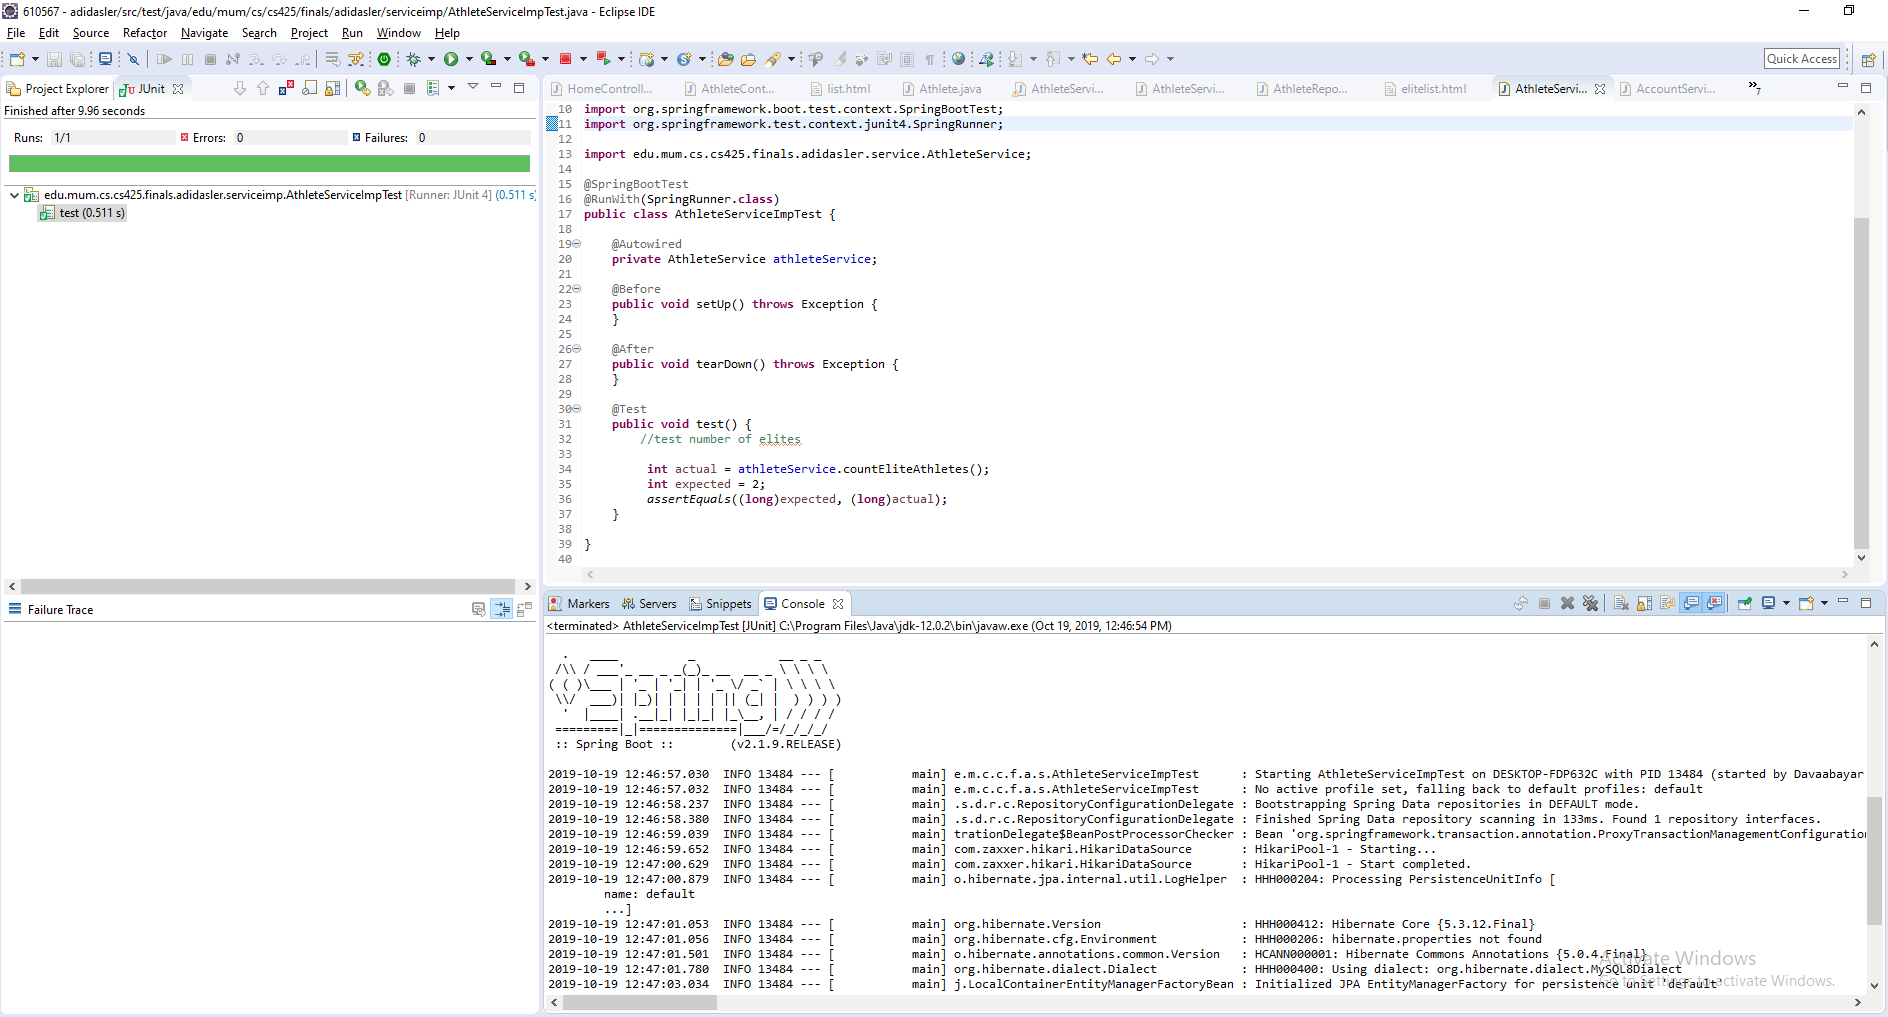 610567 - adidasler/src/test/java/edu/mum/cs/cs425/finals/adidasler/serviceimp/AthleteServiceImpTest.java - Eclipse IDE
File Edit Source Refactor Navigate Search Project Run Window Help
Quick Access
Project Explorer JUnit
Finished after 9.96 seconds
Runs: 1/1 Errors: 0 Failures: 0
edu.mum.cs.cs425.finals.adidasler.serviceimp.AthleteServiceImpTest [Runner: JUnit 4] (0.511 s)
test (0.511 s)
Failure Trace
HomeControll... AthleteCont... list.html Athlete.java AthleteServi... AthleteServi... AthleteRepo... elitelist.html AthleteServi... AccountServi... »7
10 import org.springframework.boot.test.context.SpringBootTest;
11 import org.springframework.test.context.junit4.SpringRunner;
12
13 import edu.mum.cs.cs425.finals.adidasler.service.AthleteService;
14
15 @SpringBootTest
16 @RunWith(SpringRunner.class)
17 public class AthleteServiceImpTest {
18
19 @Autowired
20 private AthleteService athleteService;
21
22 @Before
23 public void setUp() throws Exception {
24 }
25
26 @After
27 public void tearDown() throws Exception {
28 }
29
30 @Test
31 public void test() {
32 //test number of elites
33
34 int actual = athleteService.countEliteAthletes();
35 int expected = 2;
36 assertEquals((long)expected, (long)actual);
37 }
38
39 }
40
Markers Servers Snippets Console
<terminated> AthleteServiceImpTest [JUnit] C:\Program Files\Java\jdk-12.0.2\bin\javaw.exe (Oct 19, 2019, 12:46:54 PM)
Spring
:: Spring Boot :: (v2.1.9.RELEASE)
2019-10-19 12:46:57.030 INFO 13484 --- [ main] e.m.c.c.f.a.s.AthleteServiceImpTest : Starting AthleteServiceImpTest on DESKTOP-FDP632C with PID 13484 (started by Davaabayar
2019-10-19 12:46:57.032 INFO 13484 --- [ main] e.m.c.c.f.a.s.AthleteServiceImpTest : No active profile set, falling back to default profiles: default
2019-10-19 12:46:58.237 INFO 13484 --- [ main] .s.d.r.c.RepositoryConfigurationDelegate : Bootstrapping Spring Data repositories in DEFAULT mode.
2019-10-19 12:46:58.380 INFO 13484 --- [ main] .s.d.r.c.RepositoryConfigurationDelegate : Finished Spring Data repository scanning in 133ms. Found 1 repository interfaces.
2019-10-19 12:46:59.039 INFO 13484 --- [ main] trationDelegate$BeanPostProcessorChecker : Bean 'org.springframework.transaction.annotation.ProxyTransactionManagementConfiguratio
2019-10-19 12:46:59.652 INFO 13484 --- [ main] com.zaxxer.hikari.HikariDataSource : HikariPool-1 - Starting...
2019-10-19 12:47:00.629 INFO 13484 --- [ main] com.zaxxer.hikari.HikariDataSource : HikariPool-1 - Start completed.
2019-10-19 12:47:00.879 INFO 13484 --- [ main] o.hibernate.jpa.internal.util.LogHelper : HHH000204: Processing PersistenceUnitInfo [
name: default
...]
2019-10-19 12:47:01.053 INFO 13484 --- [ main] org.hibernate.Version : HHH000412: Hibernate Core {5.3.12.Final}
2019-10-19 12:47:01.056 INFO 13484 --- [ main] org.hibernate.cfg.Environment : HHH000206: hibernate.properties not found
2019-10-19 12:47:01.501 INFO 13484 --- [ main] o.hibernate.annotations.common.Version : HCANN000001: Hibernate Commons Annotations {5.0.4.Final}
2019-10-19 12:47:01.780 INFO 13484 --- [ main] org.hibernate.dialect.Dialect : HHH000400: Using dialect: org.hibernate.dialect.MySQL8Dialect
2019-10-19 12:47:03.034 INFO 13484 --- [ main] j.LocalContainerEntityManagerFactoryBean : Initialized JPA EntityManagerFactory for persistence unit 'default'
Activate Windows
Go to Settings to activate Windows.